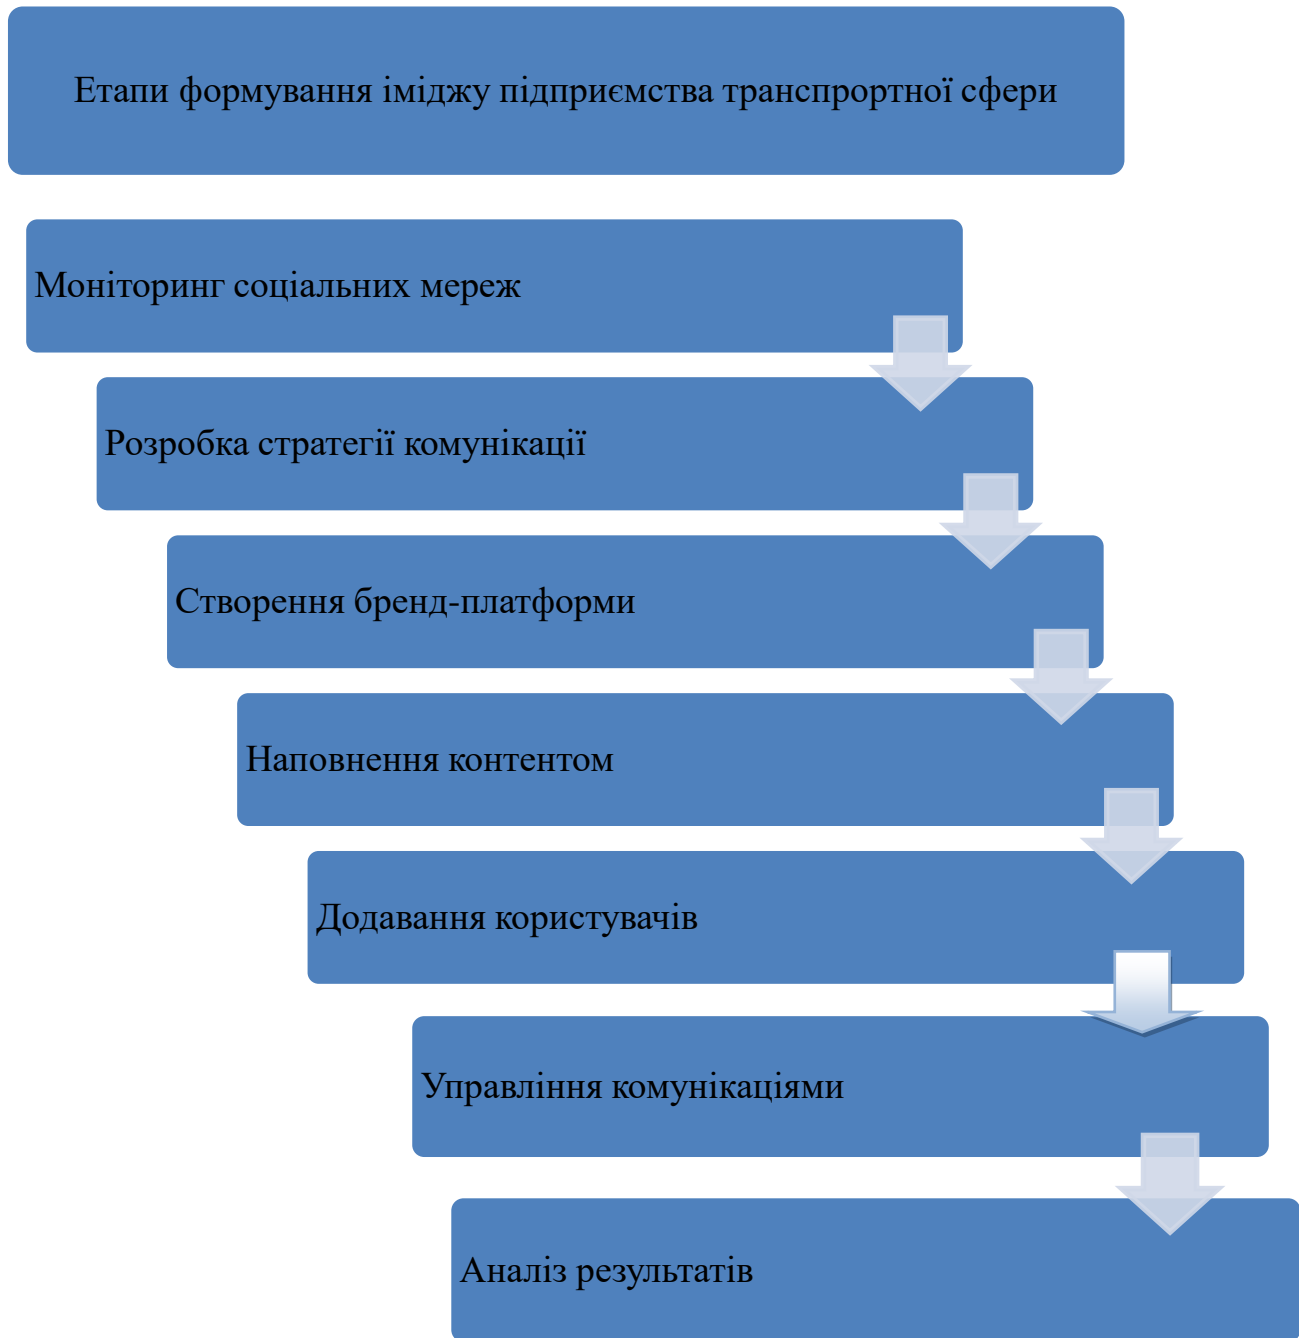 Етапи формування іміджу підприємства транспрортної сфери
Моніторинг соціальних мереж
Розробка стратегії комунікації
Створення бренд-платформи
Наповнення контентом
Додавання користувачів
Управління комунікаціями
Аналіз результатів